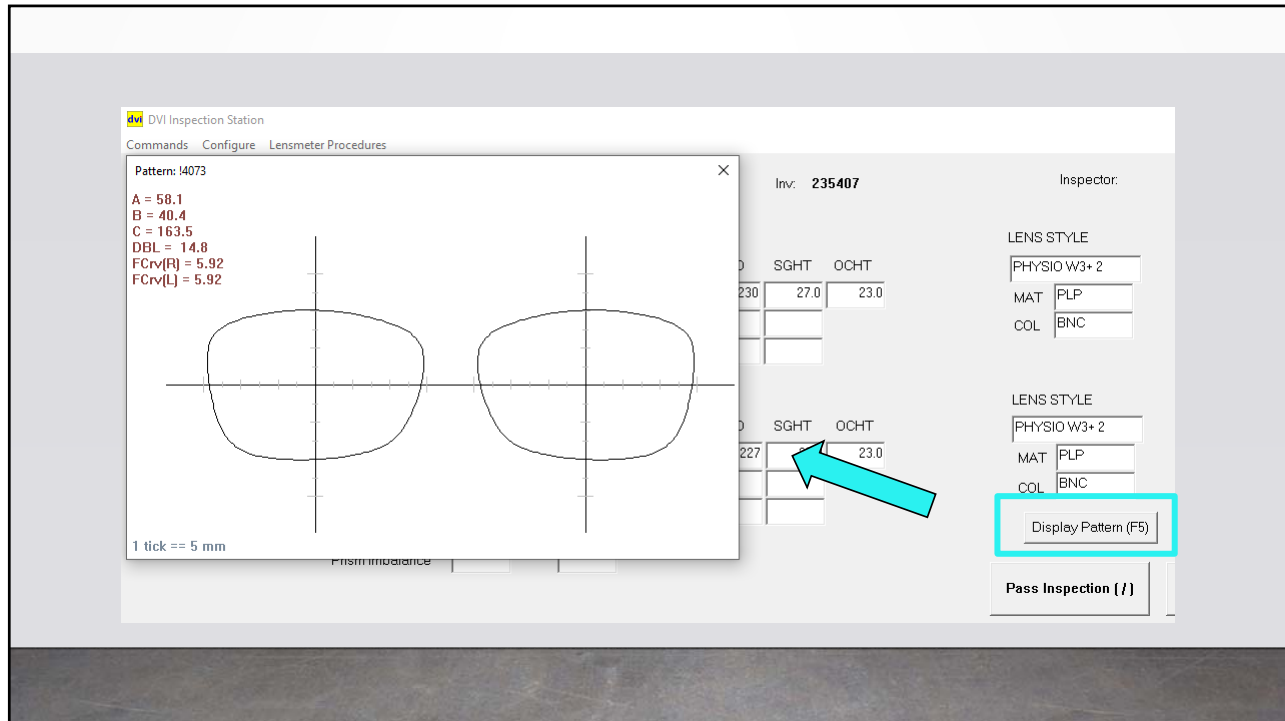 dvi DVI Inspection Station
Commands Configure Lensmeter Procedures
Pattern: !4073
A = 58.1
B = 40.4
C = 163.5
DBL = 14.8
FCrv(R) = 5.92
FCrv(L) = 5.92
1 tick == 5 mm
Inv: 235407
Inspector:
SGHT OCHT
230 27.0 23.0
LENS STYLE
PHYSIO W3+ 2
MAT PLP
COL BNC
SGHT OCHT
227 23.0
LENS STYLE
PHYSIO W3+ 2
MAT PLP
COL BNC
Display Pattern (F5)
Prism Imbalance
Pass Inspection ( / )